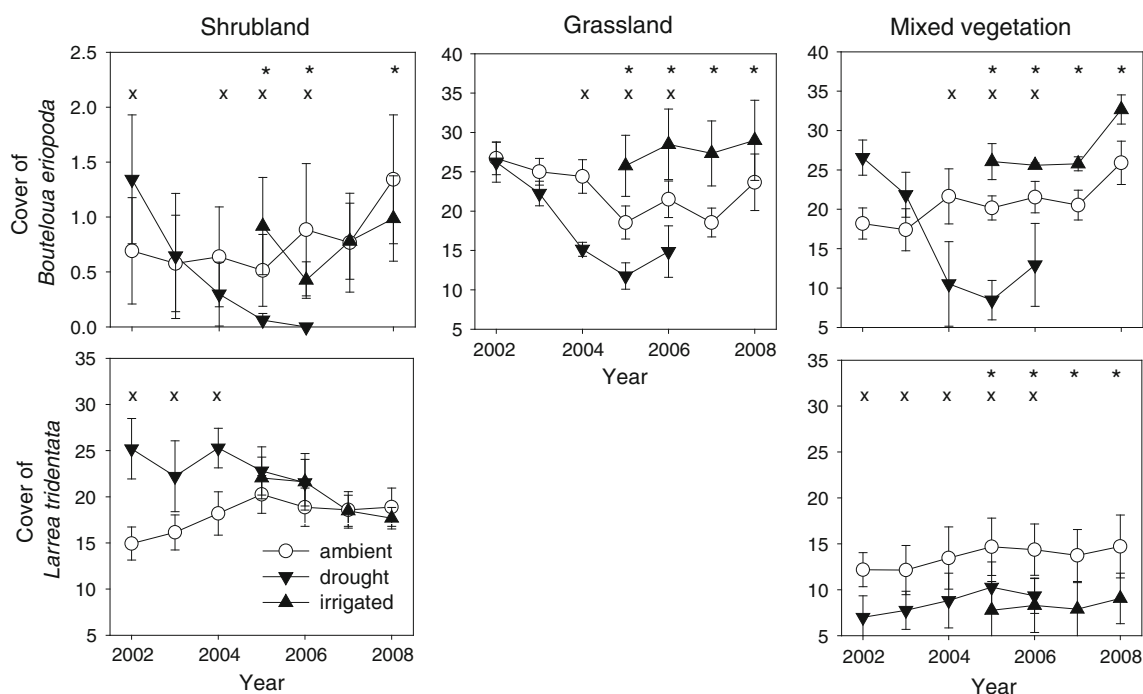 Shrubland
Grassland
Mixed vegetation
Cover of
Bouteloua eriopoda
2.5
2.0
1.5
1.0
0.5
0.0
* * *
x x x x
40
35
30
25
20
15
10
5
* * * *
x x x
2002 2004 2006 2008
Year
40
35
30
25
20
15
10
5
* * * *
x x x
Cover of
Larrea tridentata
35
30
25
20
15
10
5
x x x
ambient
drought
irrigated
2002 2004 2006 2008
Year
35
30
25
20
15
10
5
* * * *
x x x x x
2002 2004 2006 2008
Year